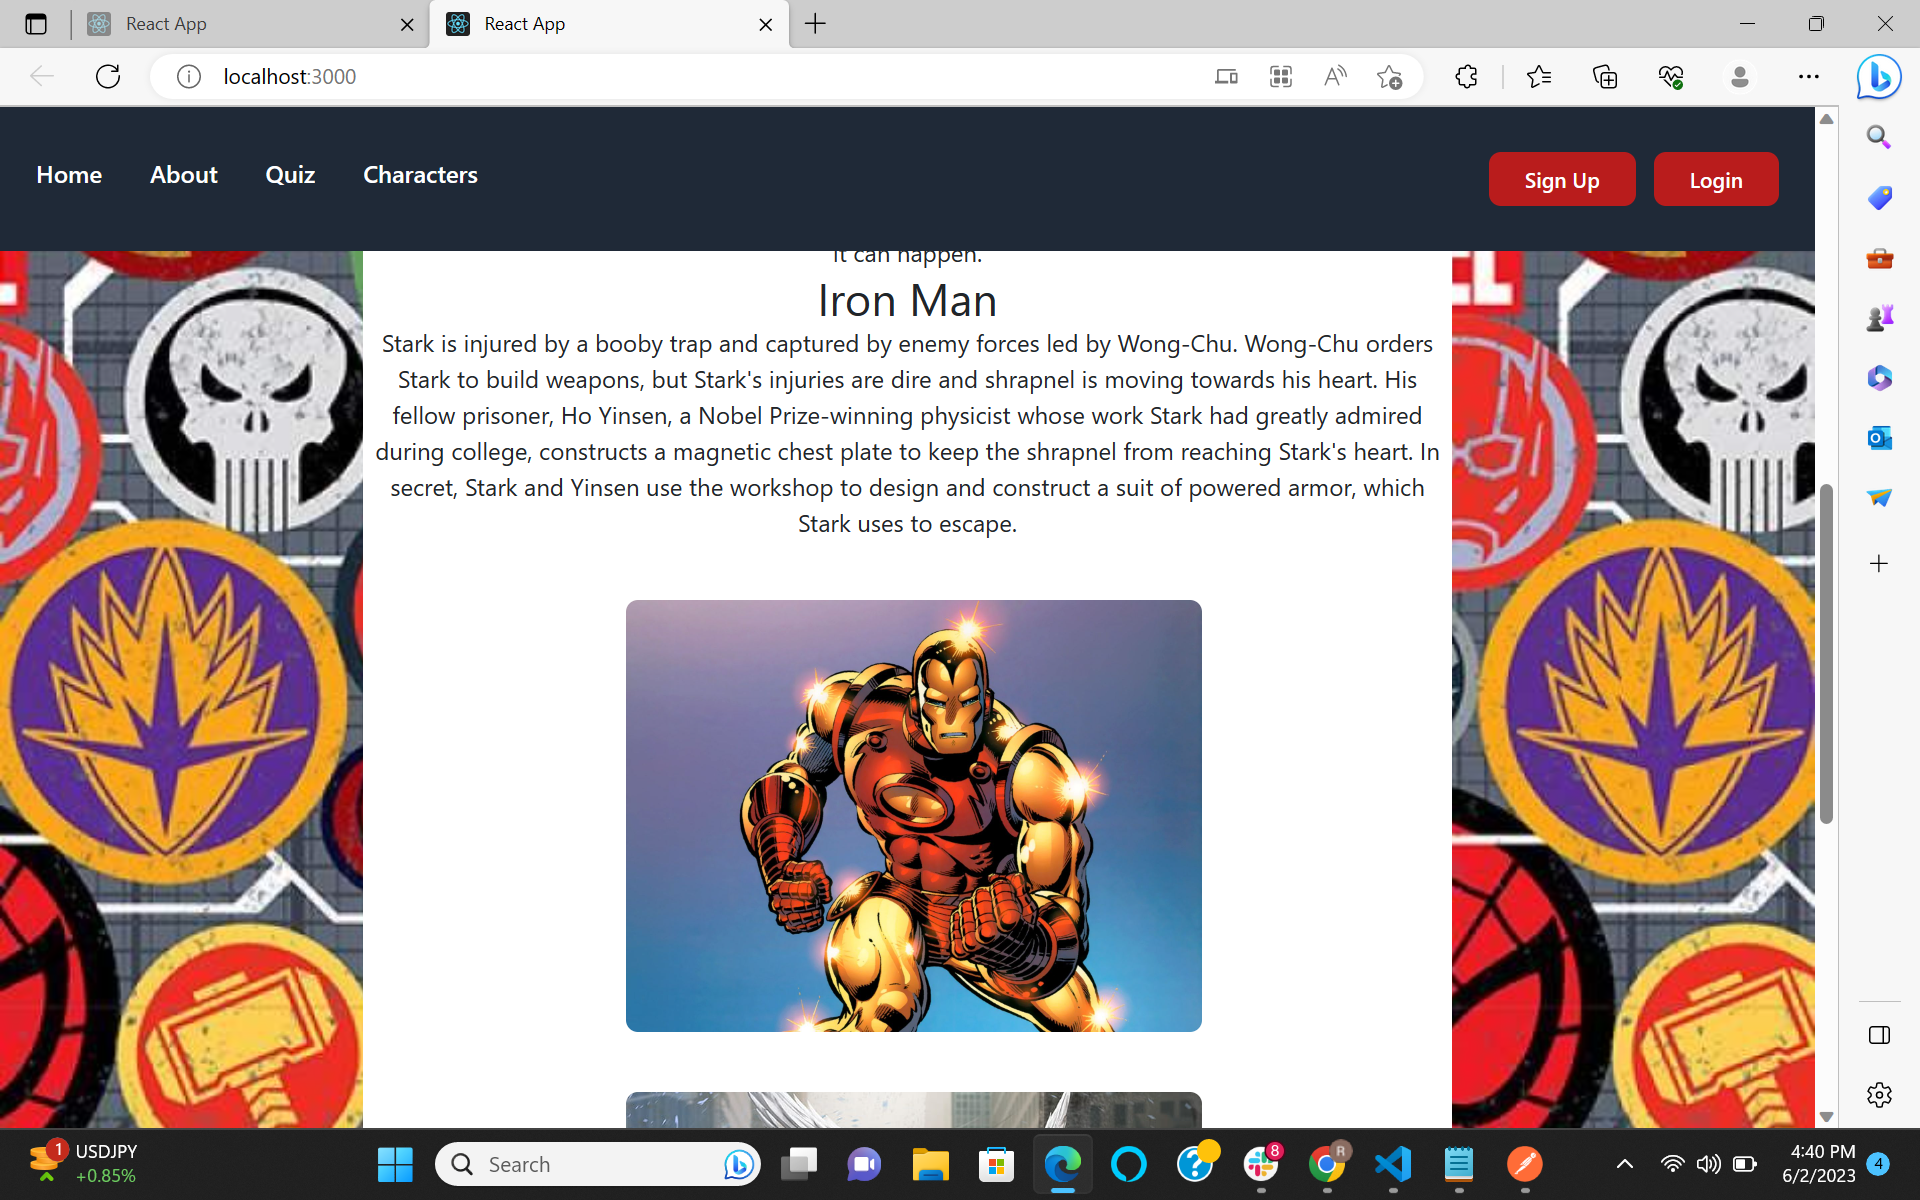 React App
React App
localhost:3000
Home About Quiz Characters
Sign Up Login
it can happen.
Iron Man
Stark is injured by a booby trap and captured by enemy forces led by Wong-Chu. Wong-Chu orders
Stark to build weapons, but Stark's injuries are dire and shrapnel is moving towards his heart. His
fellow prisoner, Ho Yinsen, a Nobel Prize-winning physicist whose work Stark had greatly admired
during college, constructs a magnetic chest plate to keep the shrapnel from reaching Stark's heart. In
secret, Stark and Yinsen use the workshop to design and construct a suit of powered armor, which
Stark uses to escape.
1
USDJPY
+0.85%
Search
8
R
4:40 PM
6/2/2023
4